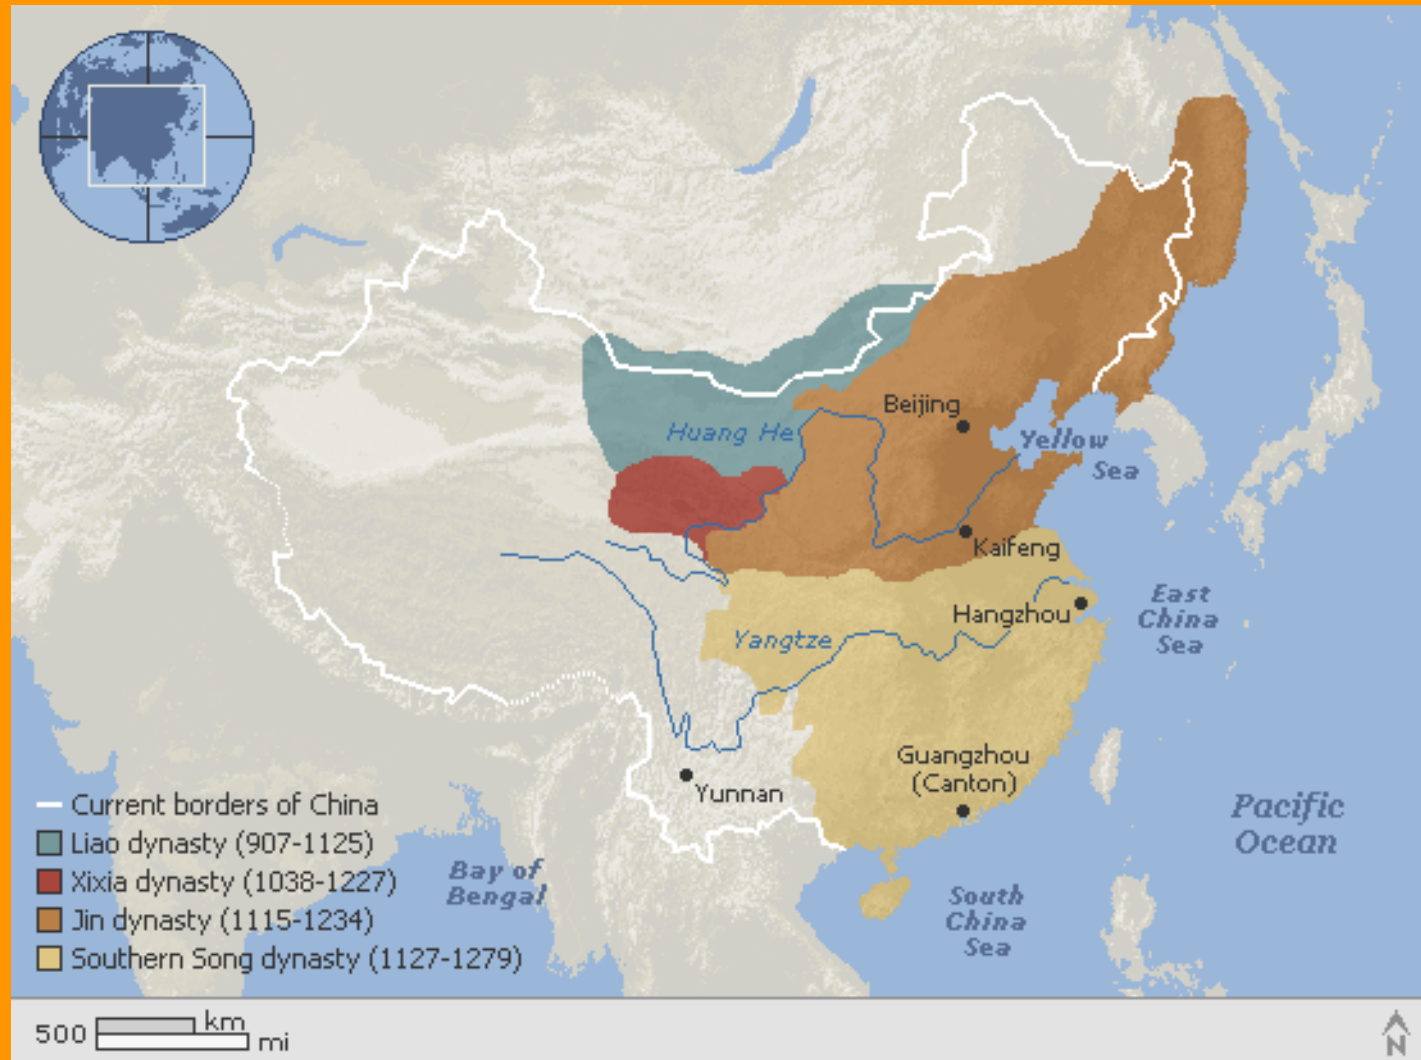 Beijing
Huang He
Yellow
Sea
Kaifeng
East
China
Sea
Hangzhou
Yangtze
Guangzhou
(Canton)
Yunnan
Pacific
Ocean
Bay of
Bengal
South
China
Sea
Current borders of China
Liao dynasty (907-1125)
Xixia dynasty (1038-1227)
Jin dynasty (1115-1234)
Southern Song dynasty (1127-1279)
500 km
mi
N